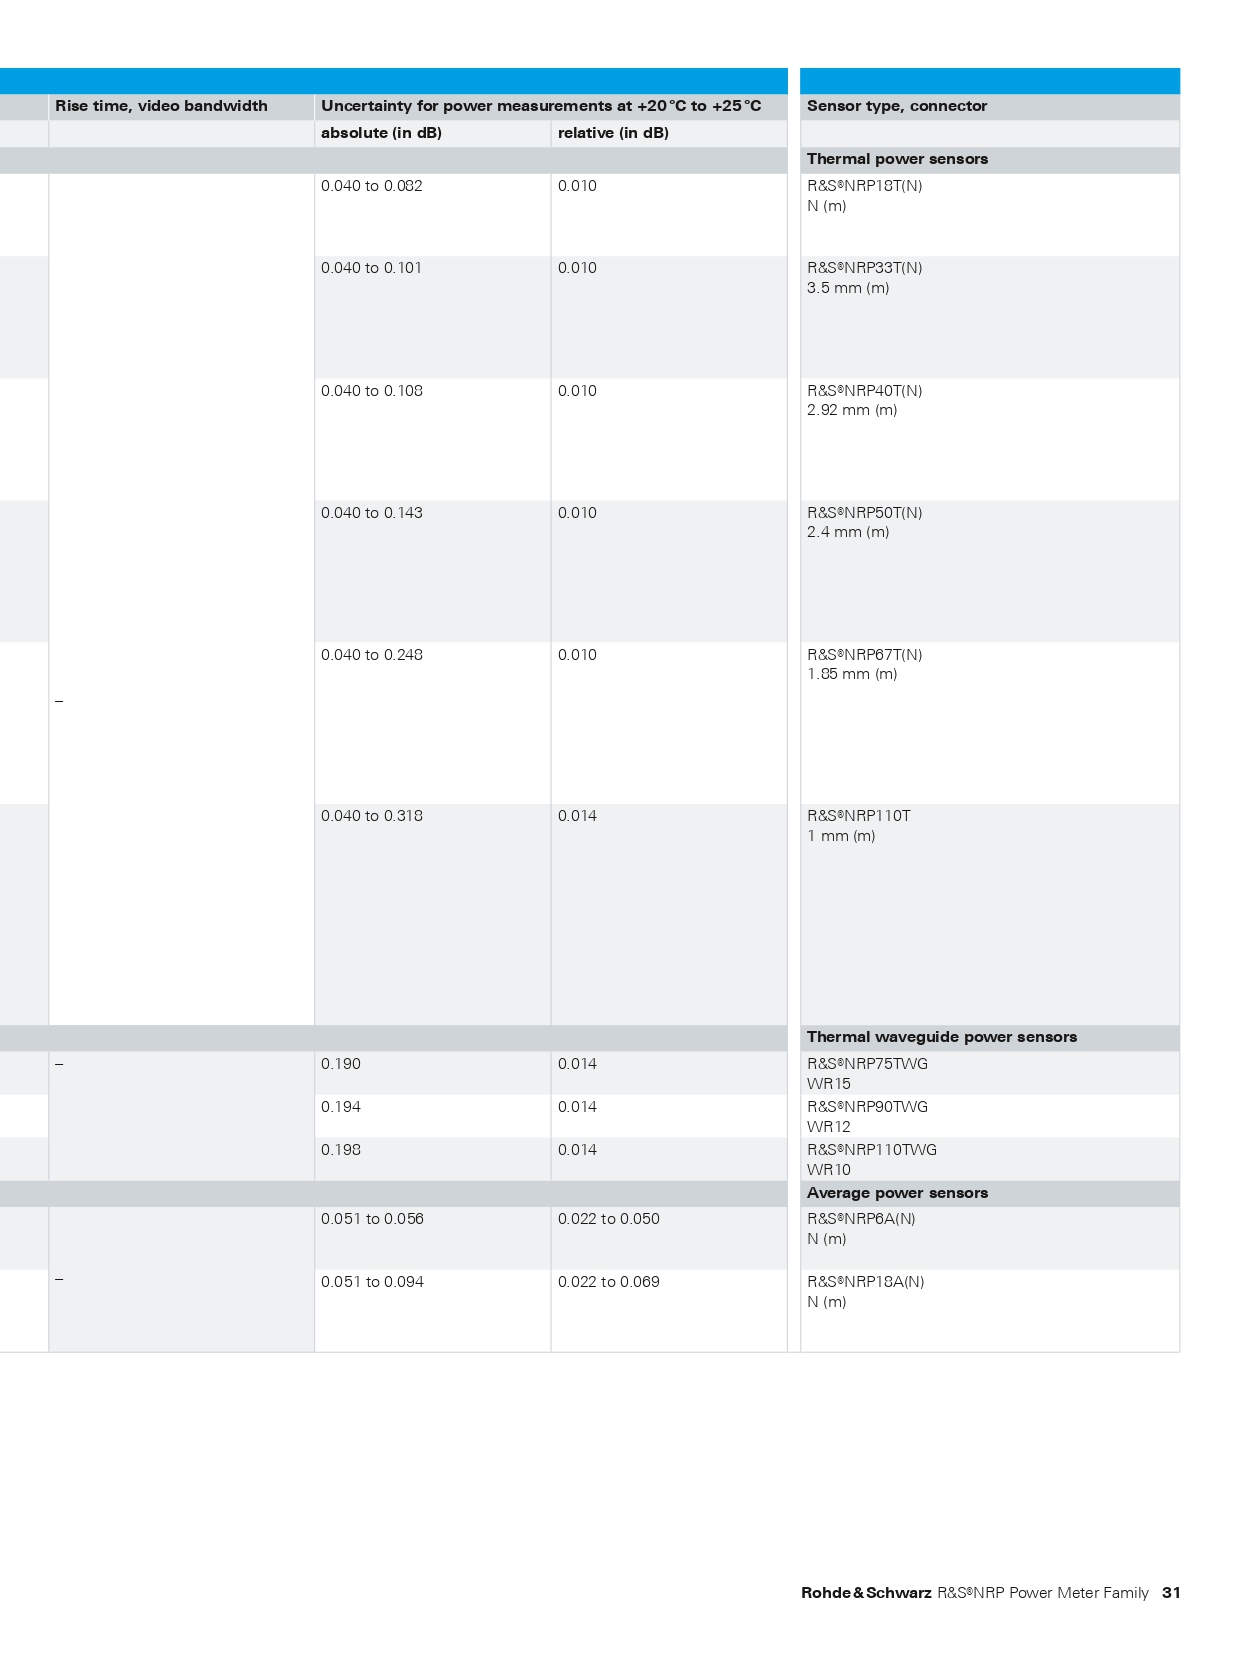 Rise time, video bandwidth Uncertainty for power measurements at +20 °C to +25 °C Sensor type, connector
absolute (in dB) relative (in dB)
Thermal power sensors
0.040 to 0.082 0.010 R&S®NRP18T(N)
N (m)
0.040 to 0.101 0.010 R&S®NRP33T(N)
3.5 mm (m)
0.040 to 0.108 0.010 R&S®NRP40T(N)
2.92 mm (m)
0.040 to 0.143 0.010 R&S®NRP50T(N)
2.4 mm (m)
0.040 to 0.248 0.010 R&S®NRP67T(N)
1.85 mm (m)
–
0.040 to 0.318 0.014 R&S®NRP110T
1 mm (m)
Thermal waveguide power sensors
– 0.190 0.014 R&S®NRP75TWG
WR15
0.194 0.014 R&S®NRP90TWG
WR12
0.198 0.014 R&S®NRP110TWG
WR10
Average power sensors
0.051 to 0.056 0.022 to 0.050 R&S®NRP6A(N)
N (m)
– 0.051 to 0.094 0.022 to 0.069 R&S®NRP18A(N)
N (m)
Rohde & Schwarz R&S®NRP Power Meter Family 31